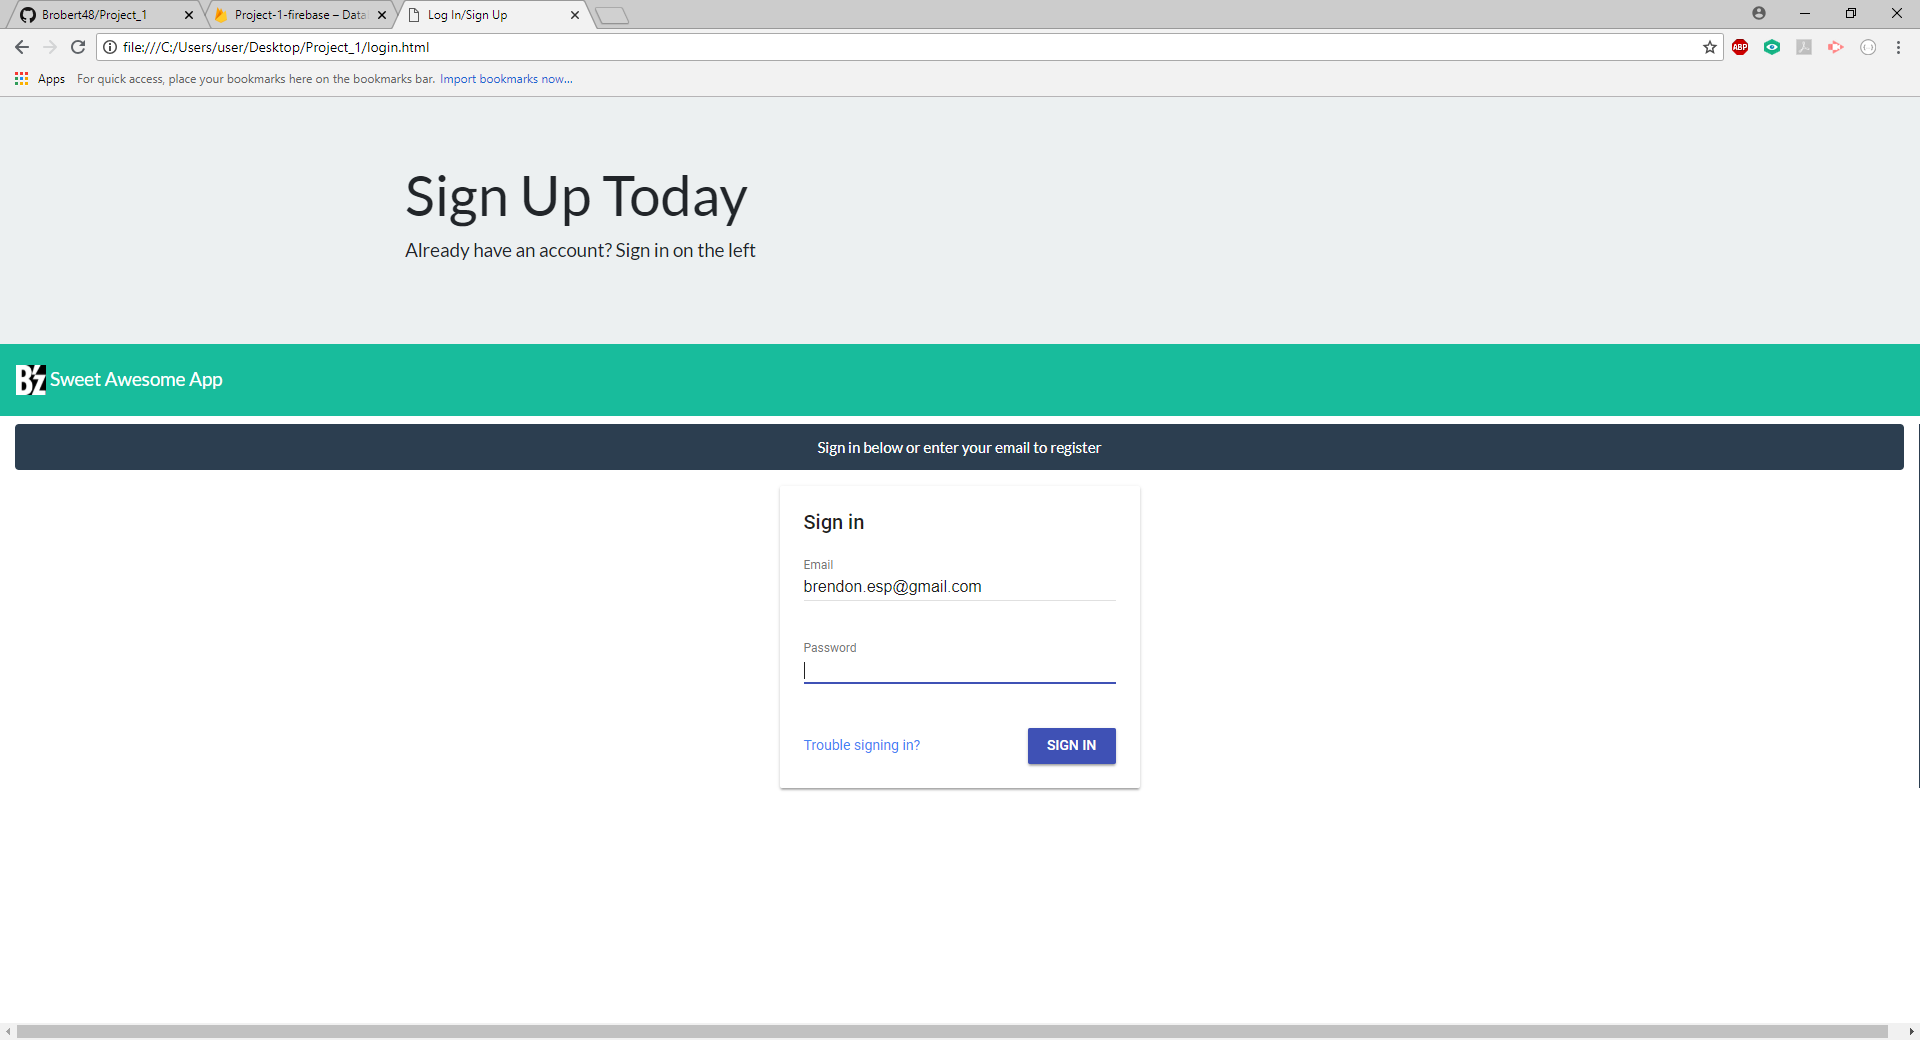 Brobert48/Project_1
Project-1-firebase – Data
Log In/Sign Up
file:///C:/Users/user/Desktop/Project_1/login.html
ABP
Apps
For quick access, place your bookmarks here on the bookmarks bar. Import bookmarks now...
Sign Up Today
Already have an account? Sign in on the left
B'z Sweet Awesome App
Sign in below or enter your email to register
Sign in
Email
brendon.esp@gmail.com
Password
Trouble signing in?
SIGN IN